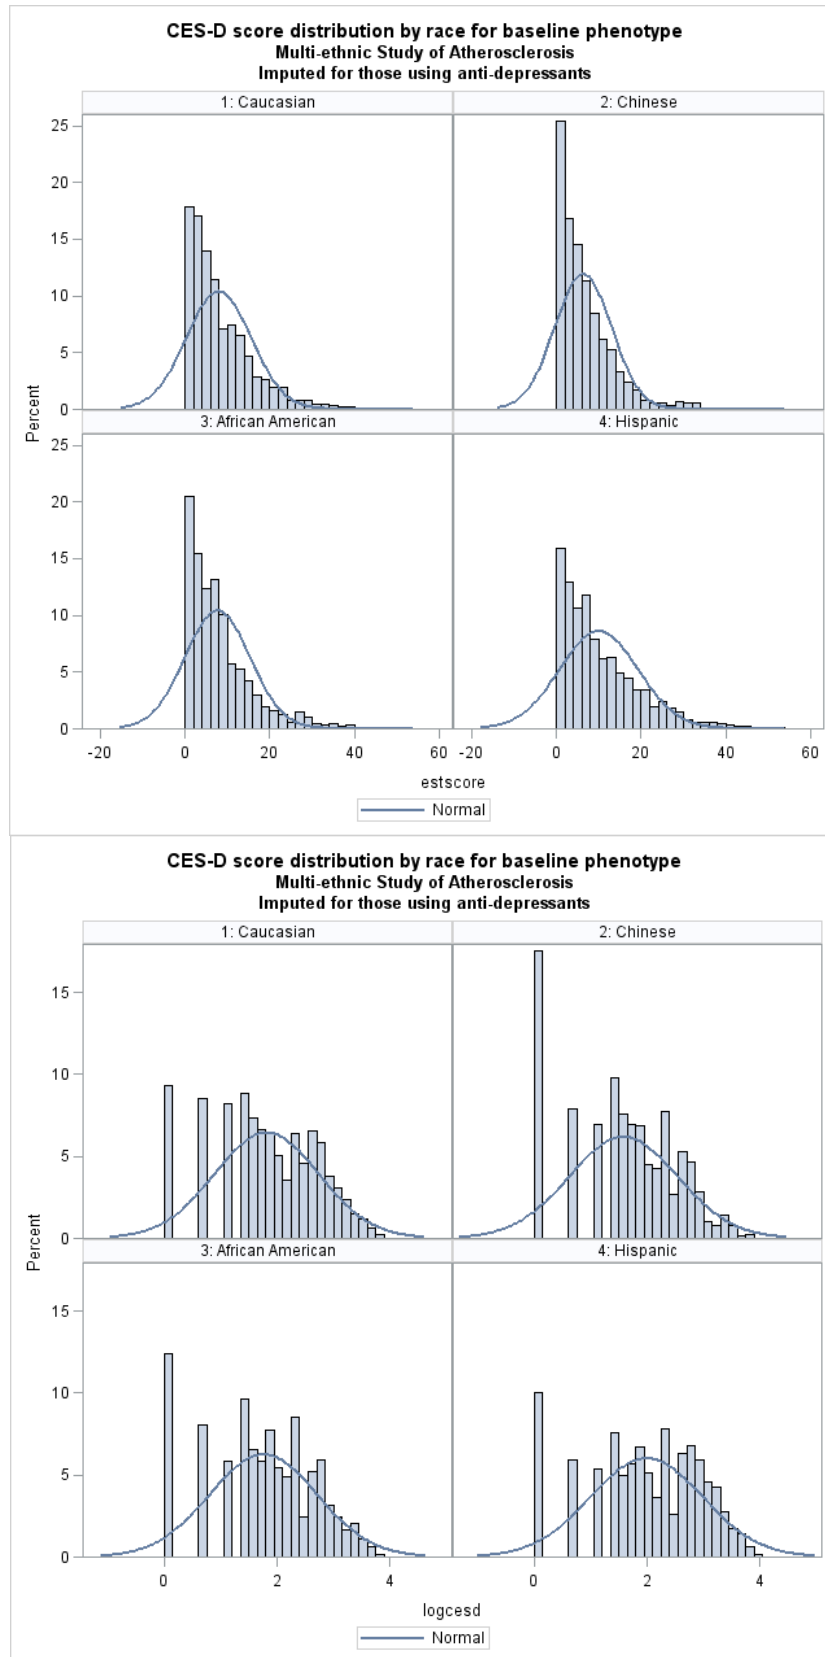 CES-D score distribution by race for baseline phenotype
Multi-ethnic Study of Atherosclerosis
Imputed for those using anti-depressants
1: Caucasian
2: Chinese
25
20
15
10
5
0
3: African American
4: Hispanic
25
20
15
10
5
0
Percent
-20 0 20 40 60 -20 0 20 40 60
estscore
Normal
CES-D score distribution by race for baseline phenotype
Multi-ethnic Study of Atherosclerosis
Imputed for those using anti-depressants
1: Caucasian
2: Chinese
15
10
5
0
3: African American
4: Hispanic
15
10
5
0
Percent
0 2 4 0 2 4
logcesd
Normal